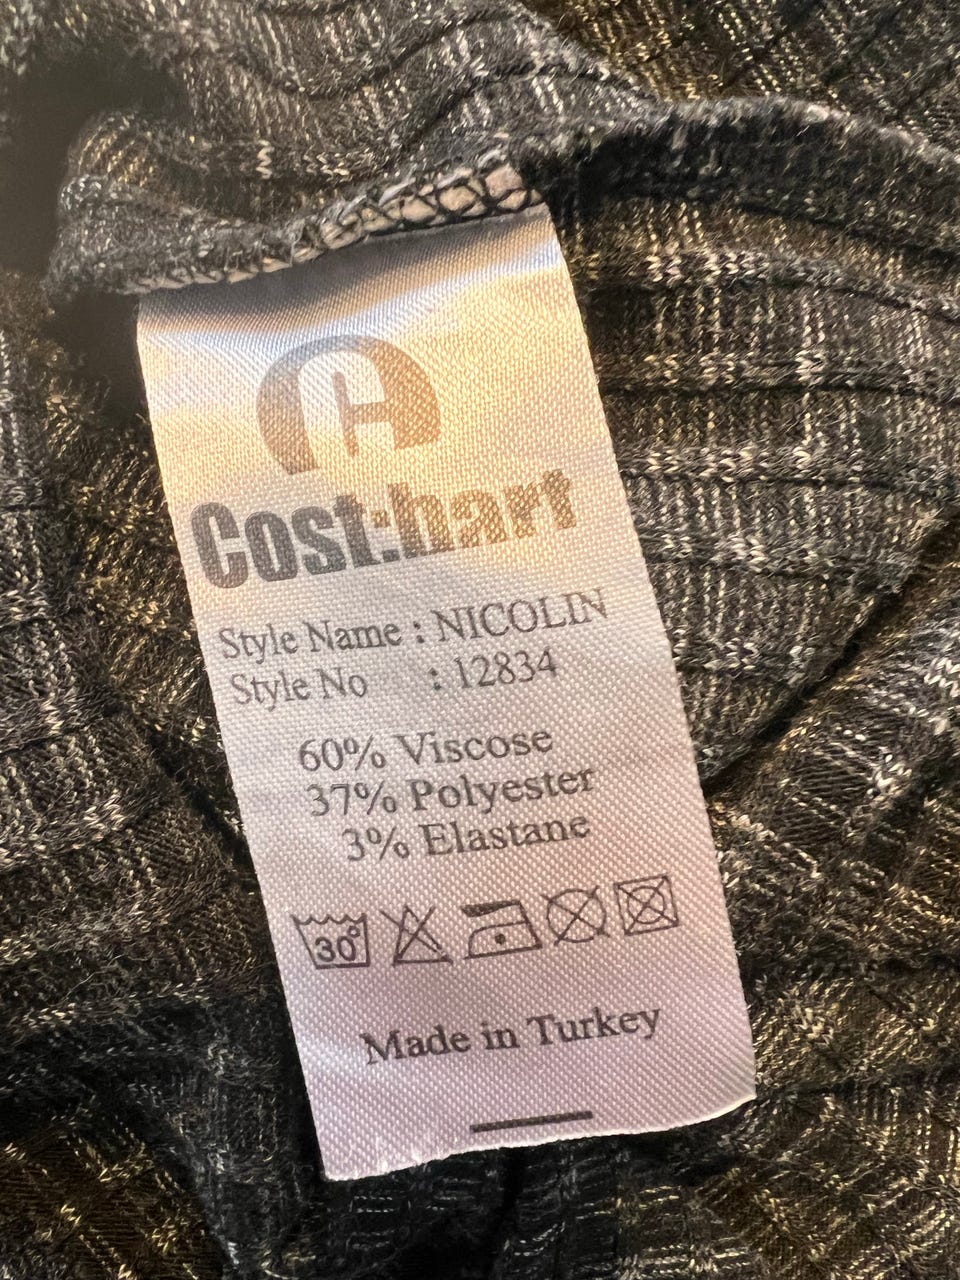 Cost:bart
Style Name : NICOLIN
Style No : 12834
60% Viscose
37% Polyester
3% Elastane
30°
Made in Turkey